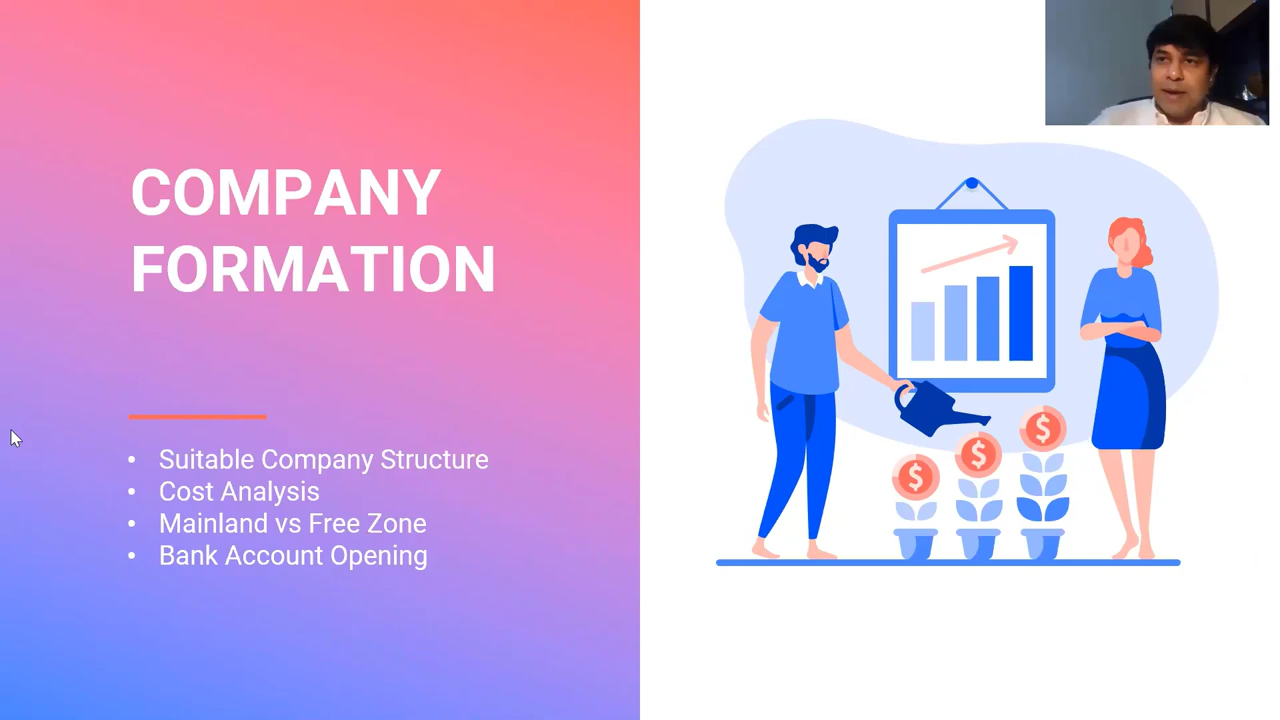 COMPANY
FORMATION
• Suitable Company Structure
• Cost Analysis
• Mainland vs Free Zone
• Bank Account Opening
$
$
$